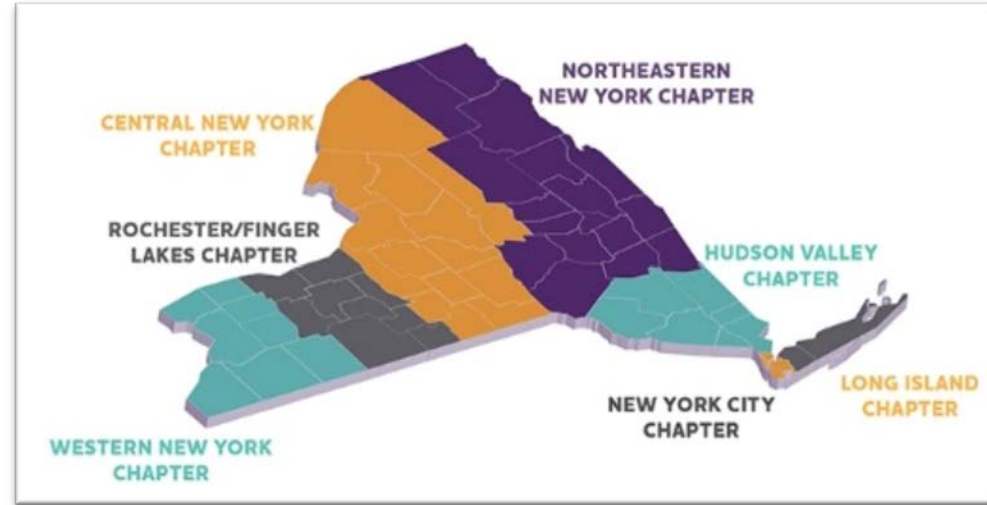 NORTHEASTERN
NEW YORK CHAPTER
CENTRAL NEW YORK
CHAPTER
ROCHESTER/FINGER
LAKES CHAPTER
HUDSON VALLEY
CHAPTER
LONG ISLAND
CHAPTER
NEW YORK CITY
CHAPTER
WESTERN NEW YORK
CHAPTER